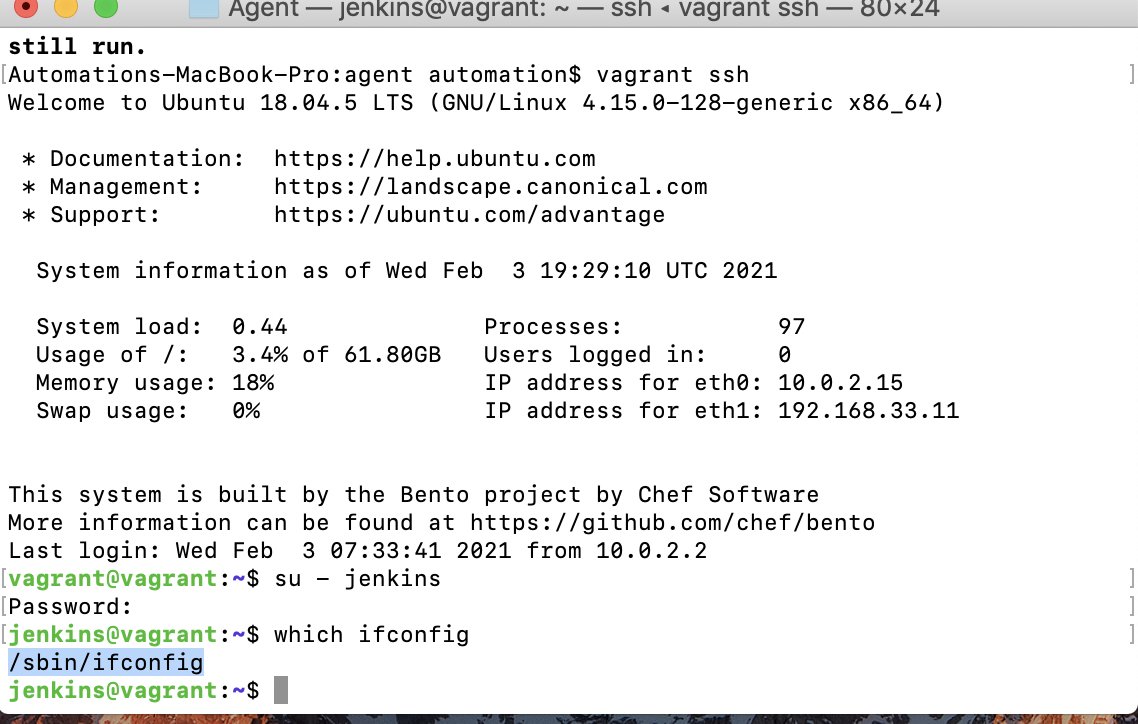 Agent — jenkins@vagrant: ~ — ssh ◂ vagrant ssh — 80×24
still run.
[Automations-MacBook-Pro:agent automation$ vagrant ssh ]
Welcome to Ubuntu 18.04.5 LTS (GNU/Linux 4.15.0-128-generic x86_64)
* Documentation:  https://help.ubuntu.com
* Management:     https://landscape.canonical.com
* Support:        https://ubuntu.com/advantage
System information as of Wed Feb  3 19:29:10 UTC 2021
System load:  0.44              Processes:           97
Usage of /:   3.4% of 61.80GB   Users logged in:     0
Memory usage: 18%               IP address for eth0: 10.0.2.15
Swap usage:   0%                IP address for eth1: 192.168.33.11
This system is built by the Bento project by Chef Software
More information can be found at https://github.com/chef/bento
Last login: Wed Feb  3 07:33:41 2021 from 10.0.2.2
[vagrant@vagrant:~$ su - jenkins ]
[Password: ]
[jenkins@vagrant:~$ which ifconfig ]
/sbin/ifconfig
jenkins@vagrant:~$